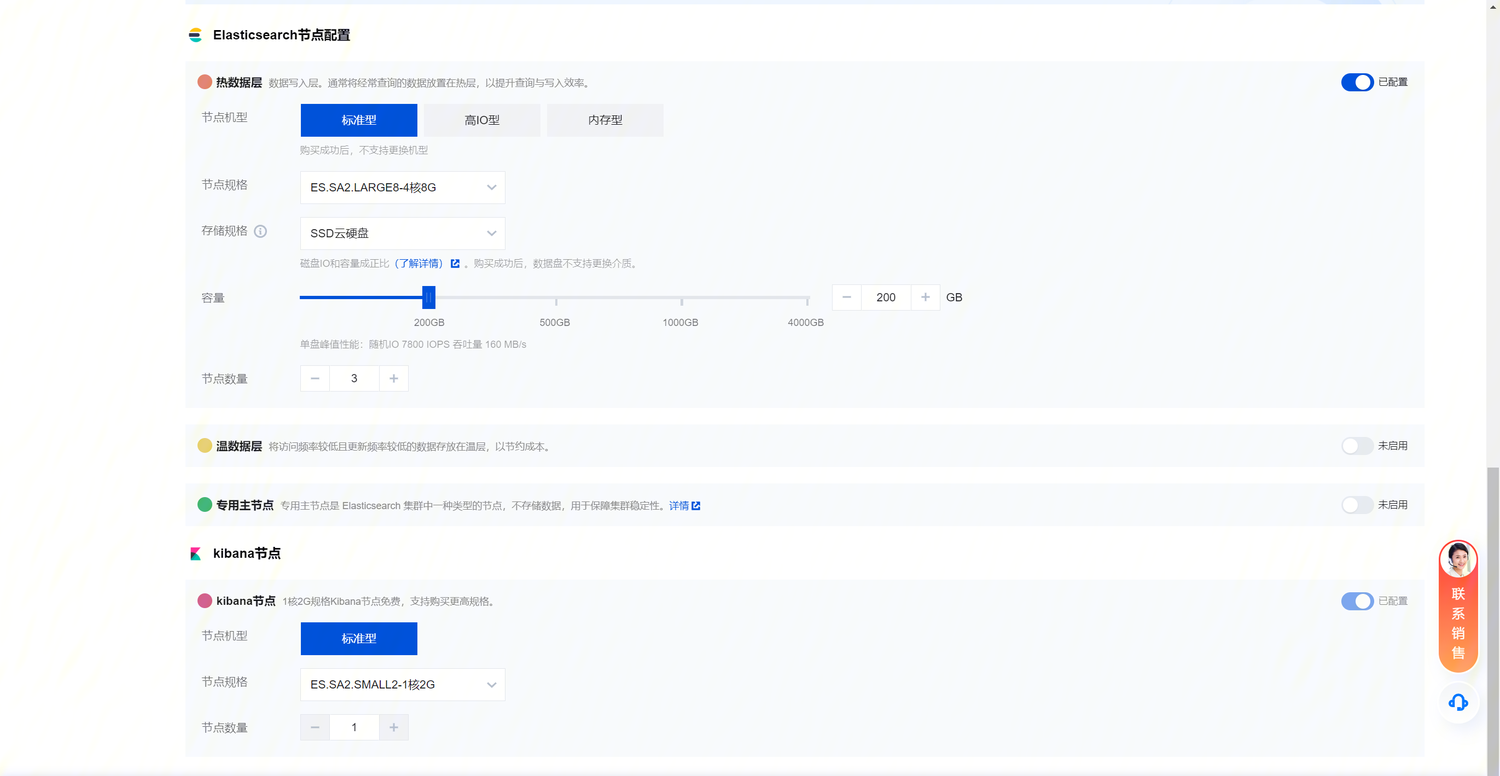 Elasticsearch节点配置
热数据层 数据写入层。通常将经常查询的数据放置在热层，以提升查询与写入效率。 已配置
节点机型 标准型 高IO型 内存型
购买成功后，不支持更换机型
节点规格 ES.SA2.LARGE8-4核8G
存储规格 SSD云硬盘
磁盘IO和容量成正比（了解详情） 。购买成功后，数据盘不支持更换介质。
容量 － 200 ＋ GB
200GB 500GB 1000GB 4000GB
单盘峰值性能：随机IO 7800 IOPS 吞吐量 160 MB/s
节点数量 － 3 ＋
温数据层 将访问频率较低且更新频率较低的数据存放在温层，以节约成本。 未启用
专用主节点 专用主节点是 Elasticsearch 集群中一种类型的节点，不存储数据，用于保障集群稳定性。详情 未启用
kibana节点
kibana节点 1核2G规格Kibana节点免费，支持购买更高规格。 已配置
节点机型 标准型
节点规格 ES.SA2.SMALL2-1核2G
节点数量 － 1 ＋
联
系
销
售